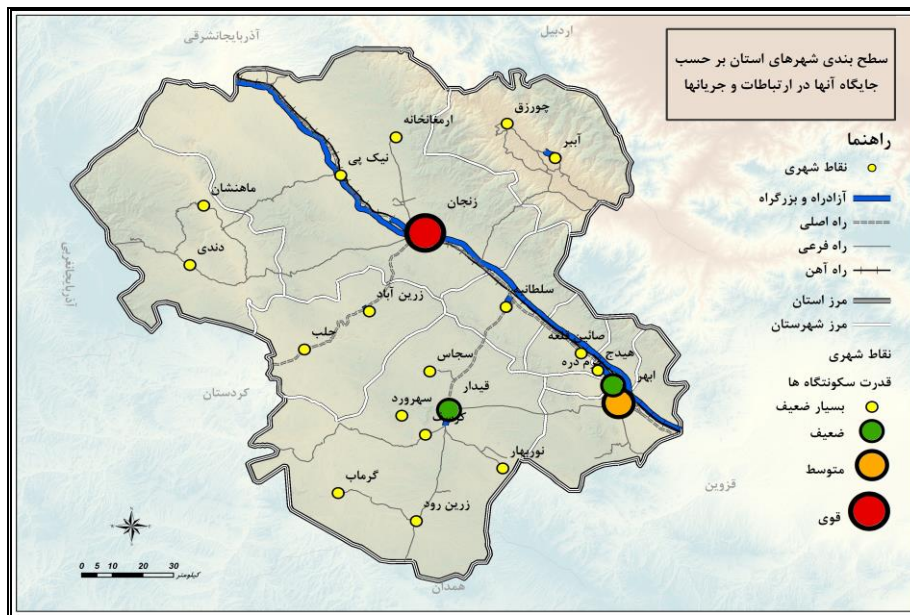 سطح بندی شهرهای استان بر حسب
جایگاه آنها در ارتباطات و جریانها
راهنما
نقاط شهری
آزادراه و بزرگراه
راه اصلی
راه فرعی
راه آهن
مرز استان
مرز شهرستان
نقاط شهری
قدرت سکونتگاه ها
بسیار ضعیف
ضعیف
متوسط
قوی
آذربایجانشرقی
اردبیل
چورزق
ارمغانخانه
آببر
نیک پی
ماهنشان
زنجان
دندی
آذربایجانغربی
سلطانیه
زرین آباد
صائین قلعه
حلب
هیدج
سجاس
خرم دره
ابهر
قیدار
کردستان
سهرورد
نوربهار
گرماب
قزوین
زرین رود
همدان
0 5 10 20 30
کیلومتر